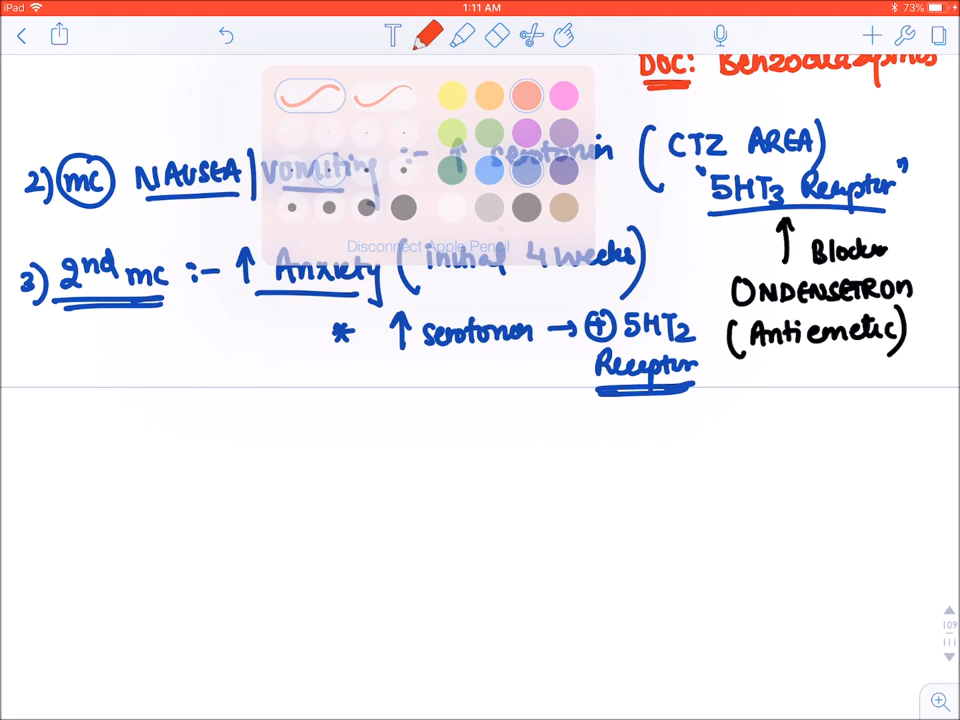 iPad 1:11 AM 73%
DOC: Benzodiazepines
2) mc NAUSEA | vomiting :- ↑ serotonin ( CTZ AREA )
"5HT3 Receptor"
↑ Blocks
ONDENSETRON
(Antiemetic)
Disconnect Apple Pencil
3) 2nd mc :- ↑ Anxiety ( initial 4 weeks )
* ↑ serotonin → + 5HT2
Receptor
109
111